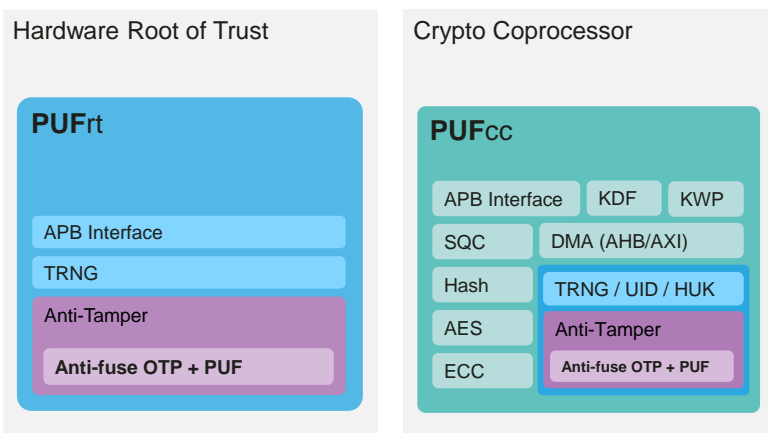 Hardware Root of Trust
PUFrt
APB Interface
TRNG
Anti-Tamper
Anti-fuse OTP + PUF
Crypto Coprocessor
PUFcc
APB Interface
KDF
KWP
SQC
DMA (AHB/AXI)
Hash
TRNG / UID / HUK
AES
Anti-Tamper
Anti-fuse OTP + PUF
ECC